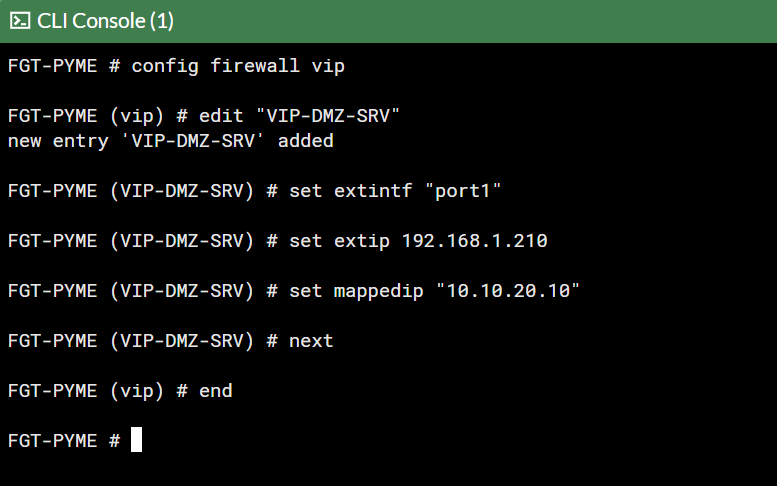 CLI Console (1)
FGT-PYME # config firewall vip
FGT-PYME (vip) # edit "VIP-DMZ-SRV"
new entry 'VIP-DMZ-SRV' added
FGT-PYME (VIP-DMZ-SRV) # set extintf "port1"
FGT-PYME (VIP-DMZ-SRV) # set extip 192.168.1.210
FGT-PYME (VIP-DMZ-SRV) # set mappedip "10.10.20.10"
FGT-PYME (VIP-DMZ-SRV) # next
FGT-PYME (vip) # end
FGT-PYME #